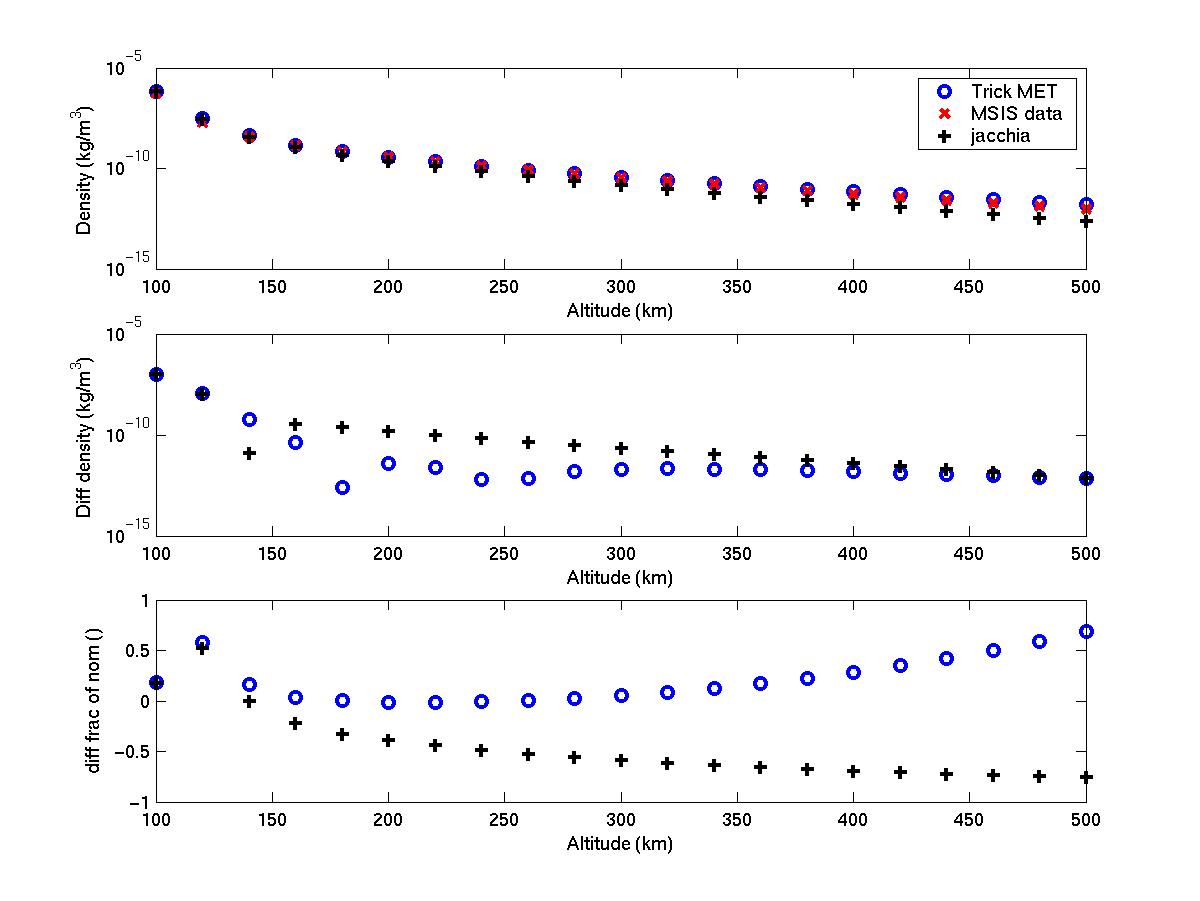 10^-5
10^-10
10^-15
Density (kg/m^3)
Trick MET
MSIS data
jacchia
100 150 200 250 300 350 400 450 500
Altitude (km)
10^-5
10^-10
10^-15
Diff density (kg/m^3)
100 150 200 250 300 350 400 450 500
Altitude (km)
1
0.5
0
−0.5
−1
diff frac of nom ()
100 150 200 250 300 350 400 450 500
Altitude (km)